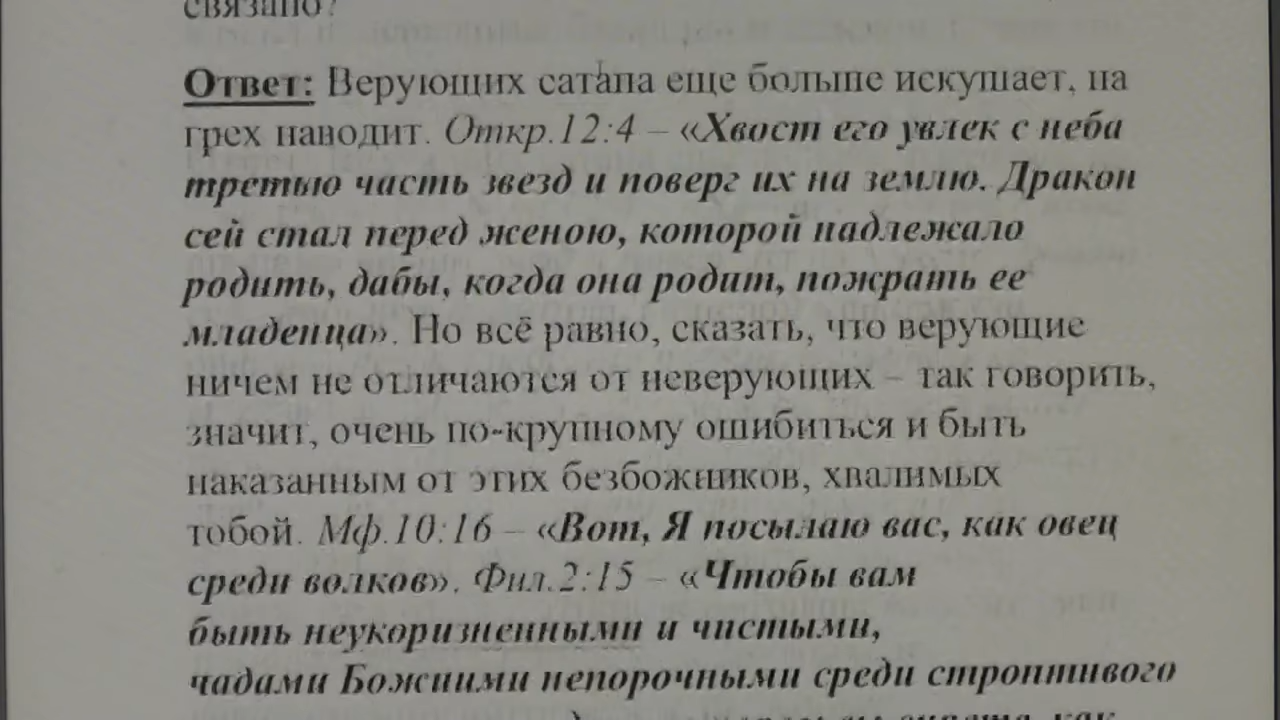 связано?
Ответ: Верующих сатана еще больше искушает, на
грех наводит. Откр.12:4 – «Хвост его увлек с неба
третью часть звезд и поверг их на землю. Дракон
сей стал перед женою, которой надлежало
родить, дабы, когда она родит, пожрать ее
младенца». Но всё равно, сказать, что верующие
ничем не отличаются от неверующих – так говорить,
значит, очень по-крупному ошибиться и быть
наказанным от этих безбожников, хвалимых
тобой. Мф.10:16 – «Вот, Я посылаю вас, как овец
среди волков». Фил.2:15 – «Чтобы вам
быть неукоризненными и чистыми,
чадами Божиими непорочными среди строптивого
как